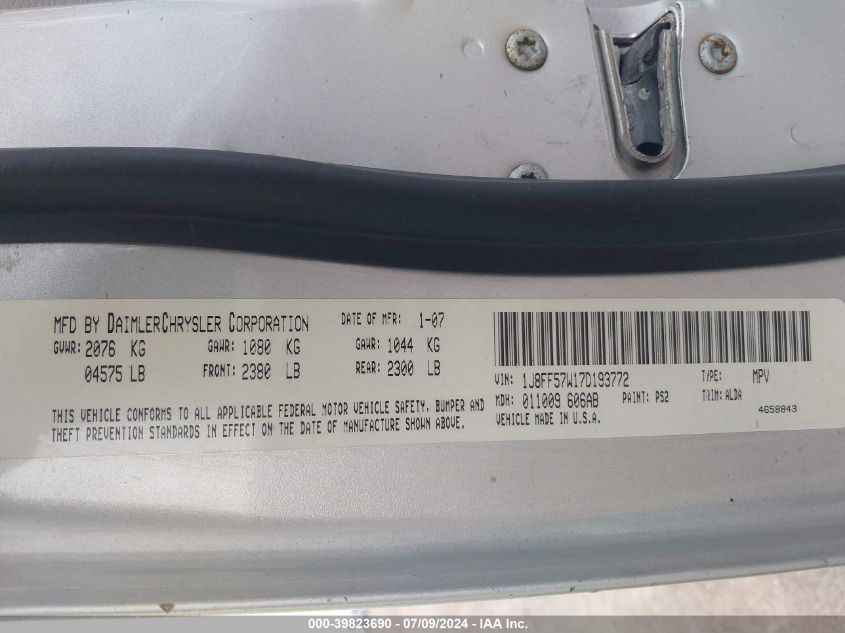 MFD BY DAIMLERCHRYSLER CORPORATION DATE OF MFR: 1-07
GVWR: 2076 KG GAWR: 1080 KG GAWR: 1044 KG
04575 LB FRONT: 2380 LB REAR: 2300 LB
THIS VEHICLE CONFORMS TO ALL APPLICABLE FEDERAL MOTOR VEHICLE SAFETY, BUMPER AND
THEFT PREVENTION STANDARDS IN EFFECT ON THE DATE OF MANUFACTURE SHOWN ABOVE.
VIN: 1J8FF57W17D193772 TYPE: MPV
MDH: 011009 606AB PAINT: PS2 TRIM: ALDA
VEHICLE MADE IN U.S.A. 4658843
000-39823690 - 07/09/2024 - IAA Inc.